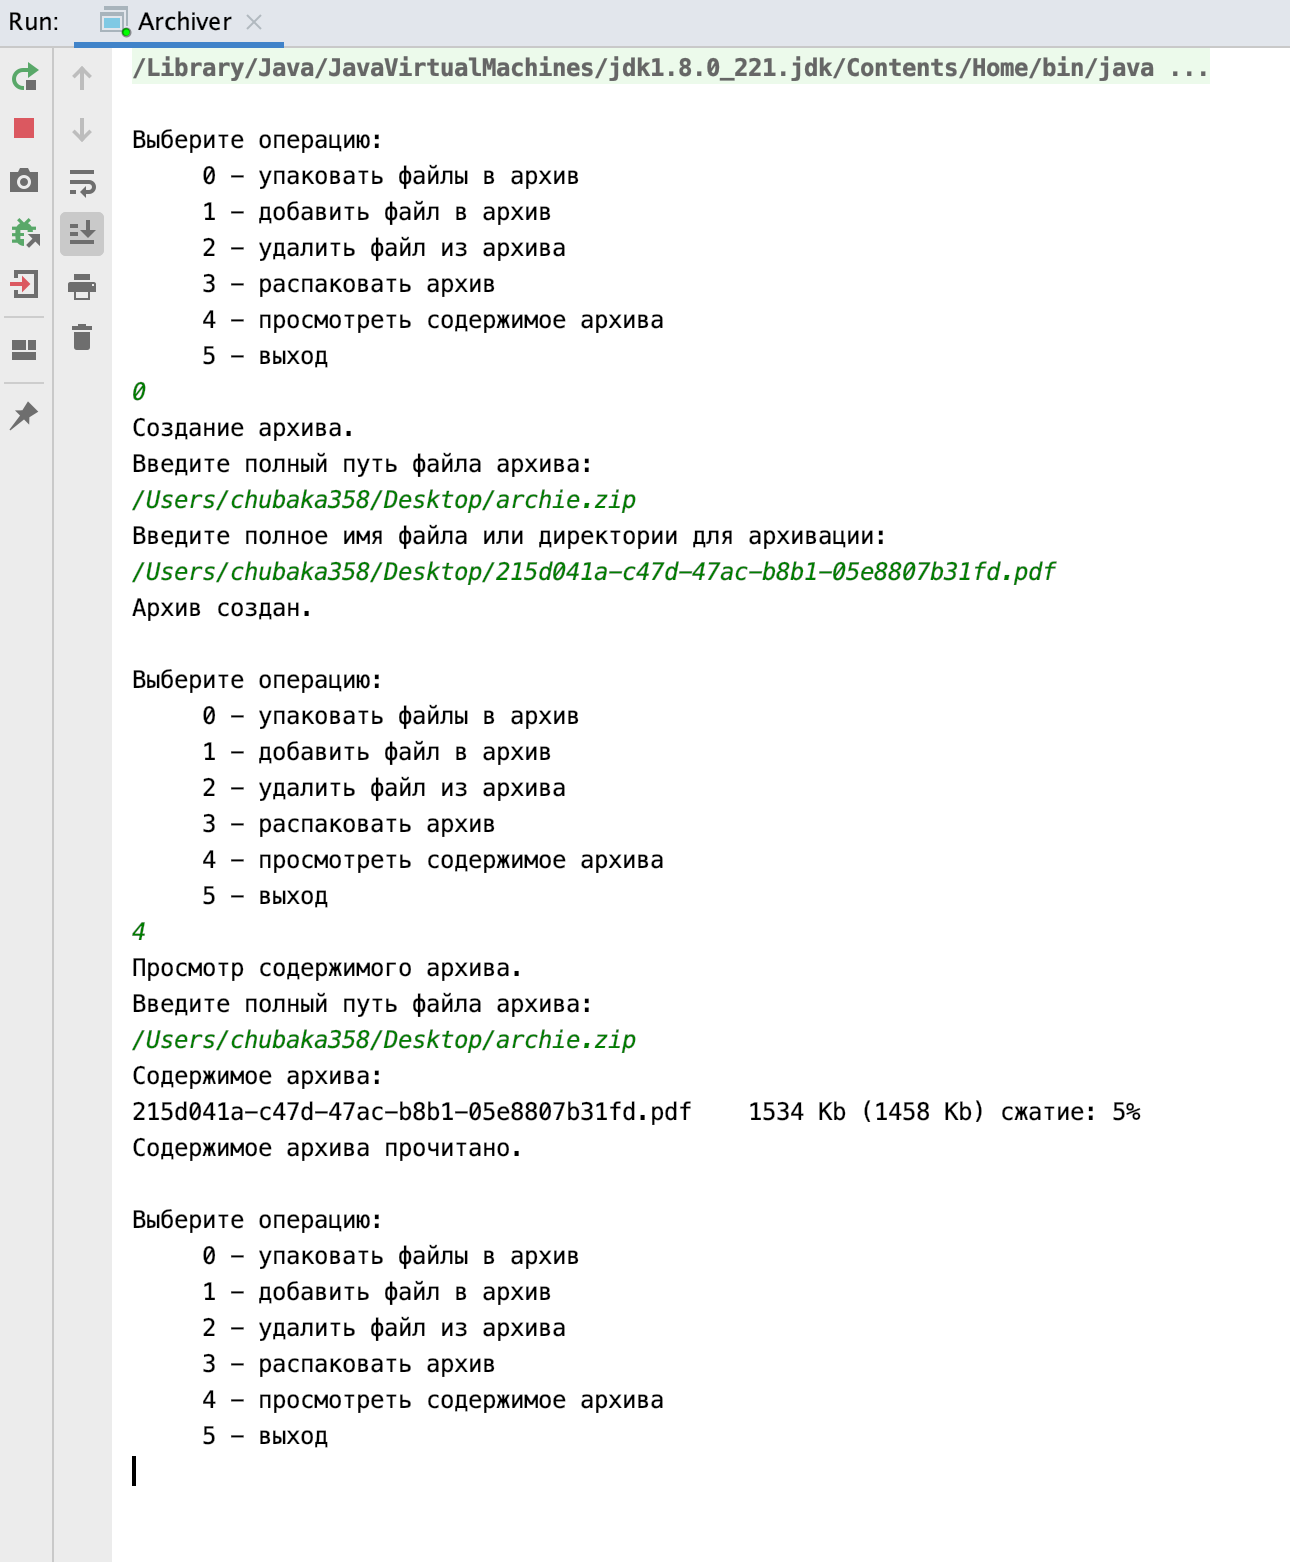 Run: Archiver
/Library/Java/JavaVirtualMachines/jdk1.8.0_221.jdk/Contents/Home/bin/java ...
Выберите операцию:
0 – упаковать файлы в архив
1 – добавить файл в архив
2 – удалить файл из архива
3 – распаковать архив
4 – просмотреть содержимое архива
5 – выход
0
Создание архива.
Введите полный путь файла архива:
/Users/chubaka358/Desktop/archie.zip
Введите полное имя файла или директории для архивации:
/Users/chubaka358/Desktop/215d041a-c47d-47ac-b8b1-05e8807b31fd.pdf
Архив создан.
Выберите операцию:
0 – упаковать файлы в архив
1 – добавить файл в архив
2 – удалить файл из архива
3 – распаковать архив
4 – просмотреть содержимое архива
5 – выход
4
Просмотр содержимого архива.
Введите полный путь файла архива:
/Users/chubaka358/Desktop/archie.zip
Содержимое архива:
215d041a-c47d-47ac-b8b1-05e8807b31fd.pdf    1534 Kb (1458 Kb) сжатие: 5%
Содержимое архива прочитано.
Выберите операцию:
0 – упаковать файлы в архив
1 – добавить файл в архив
2 – удалить файл из архива
3 – распаковать архив
4 – просмотреть содержимое архива
5 – выход